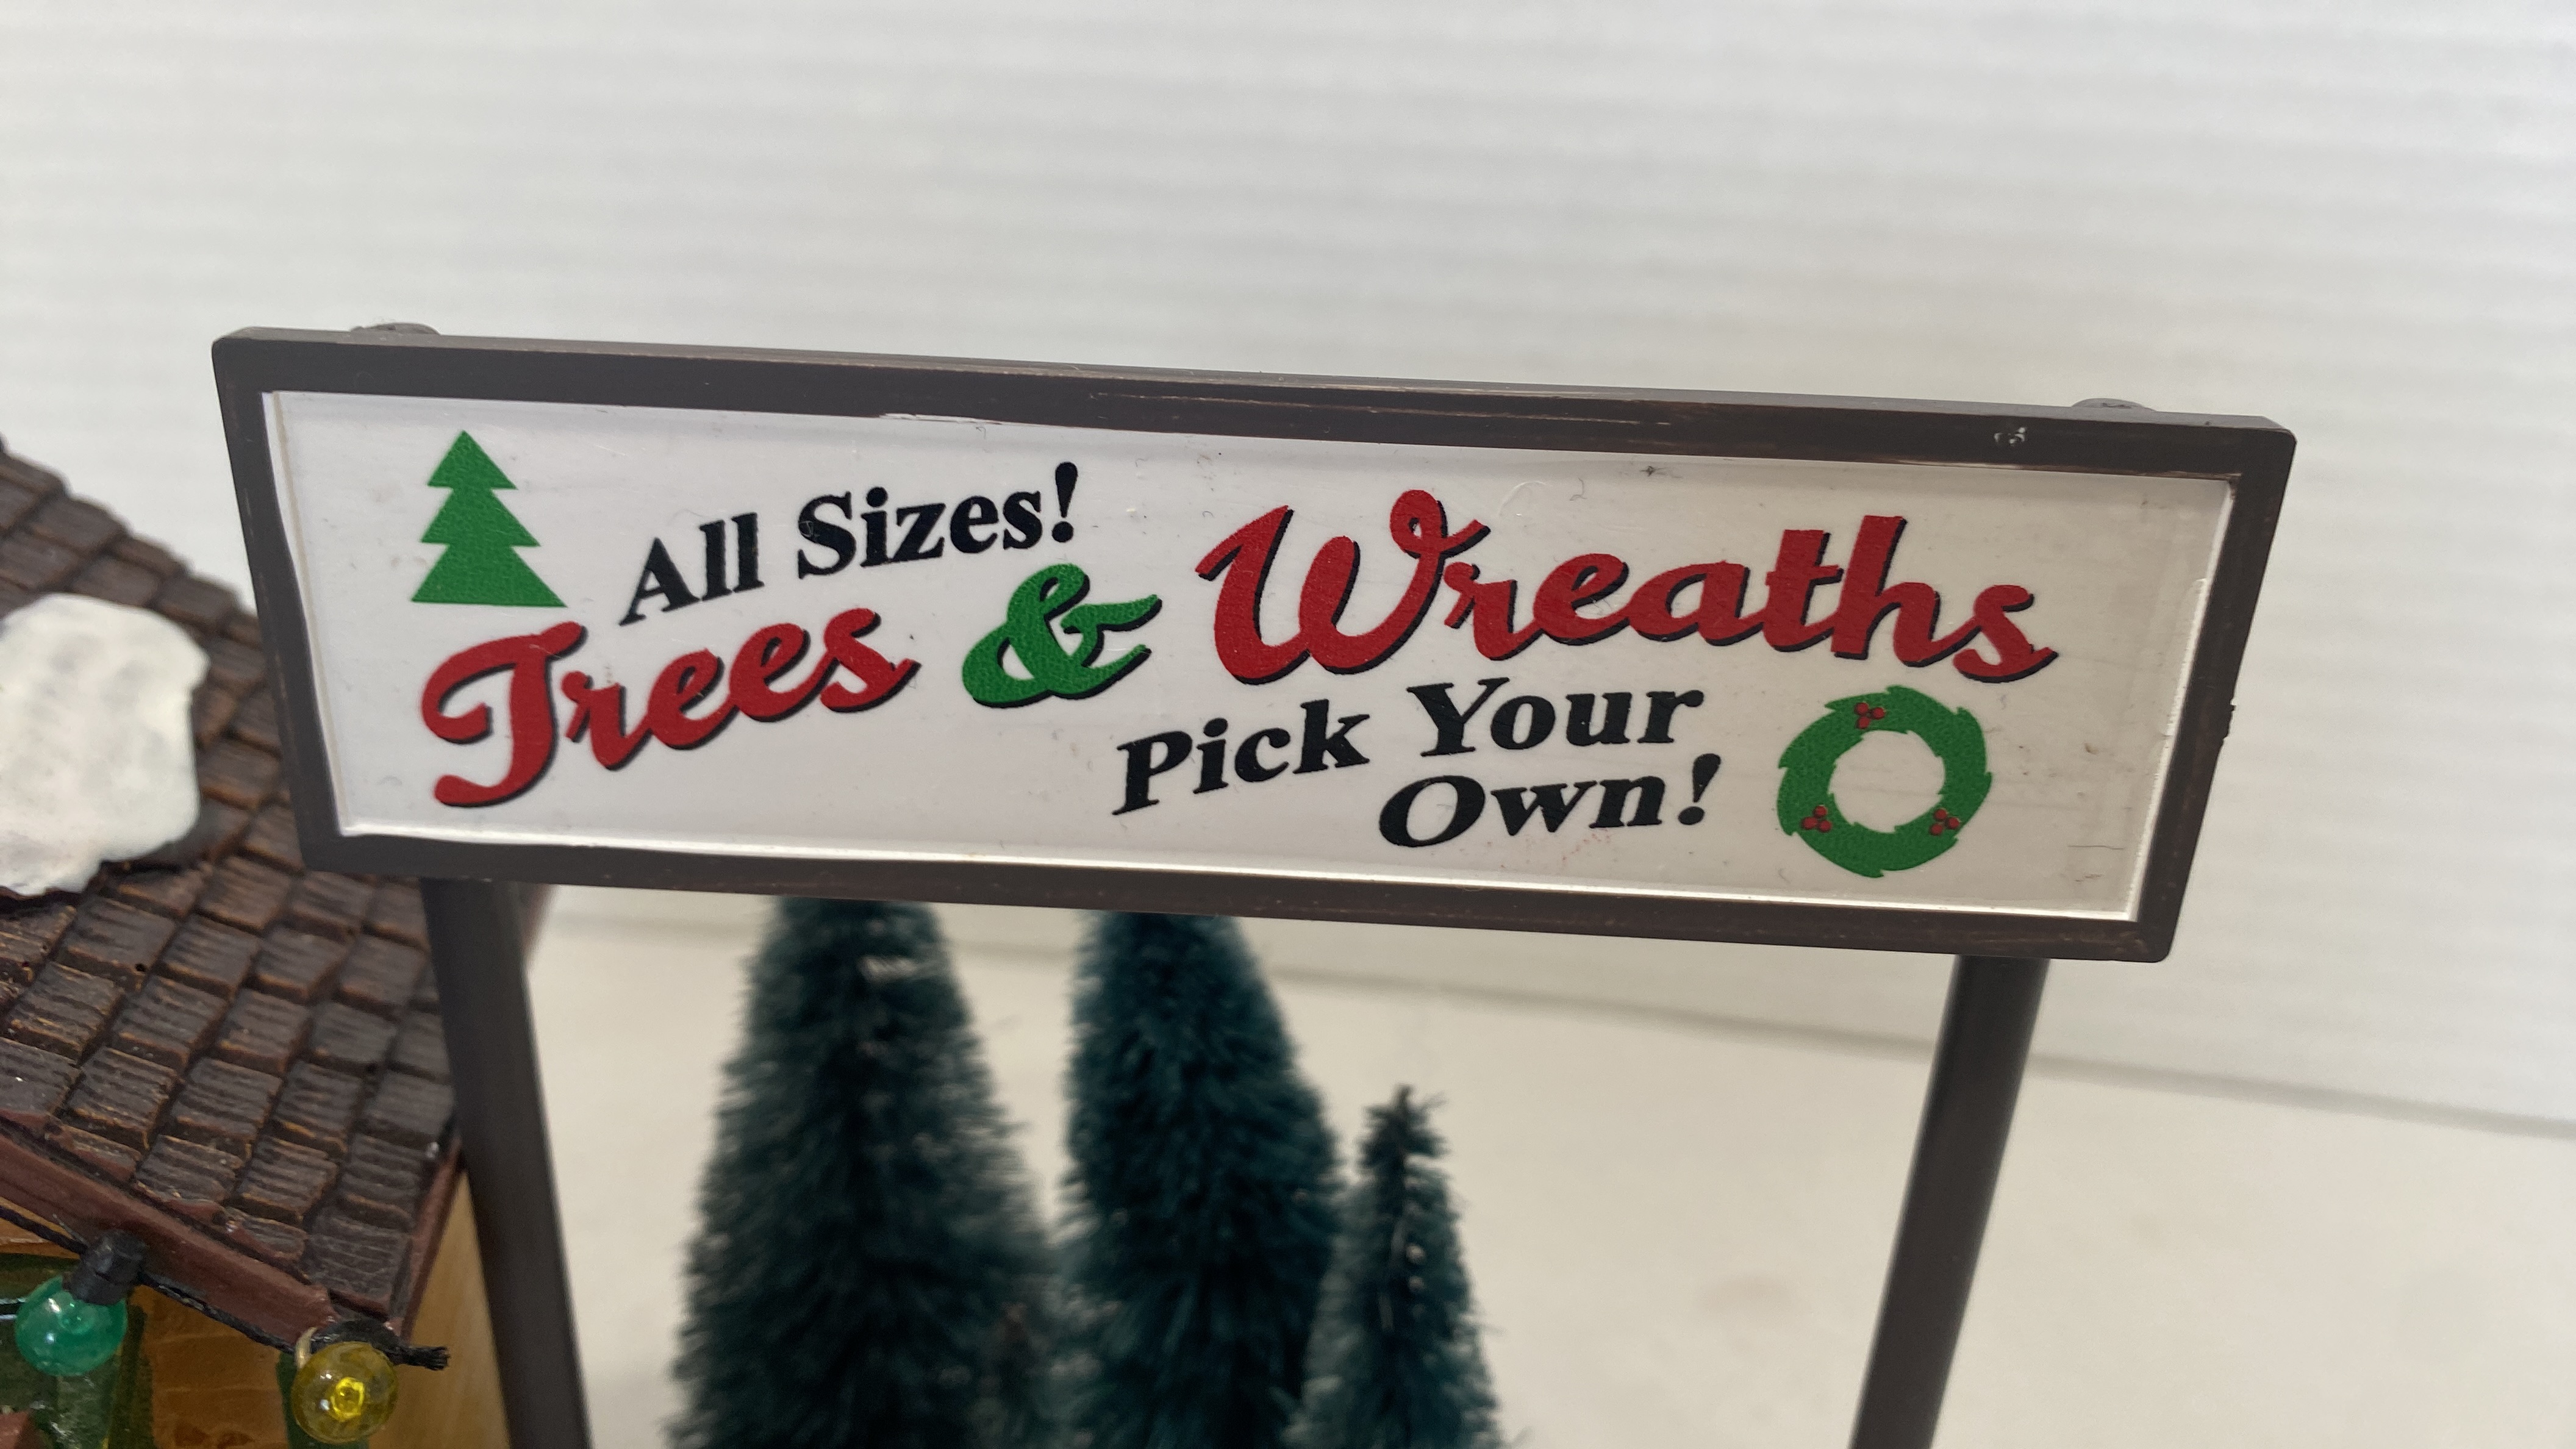 All Sizes!
Trees & Wreaths
Pick Your
Own!